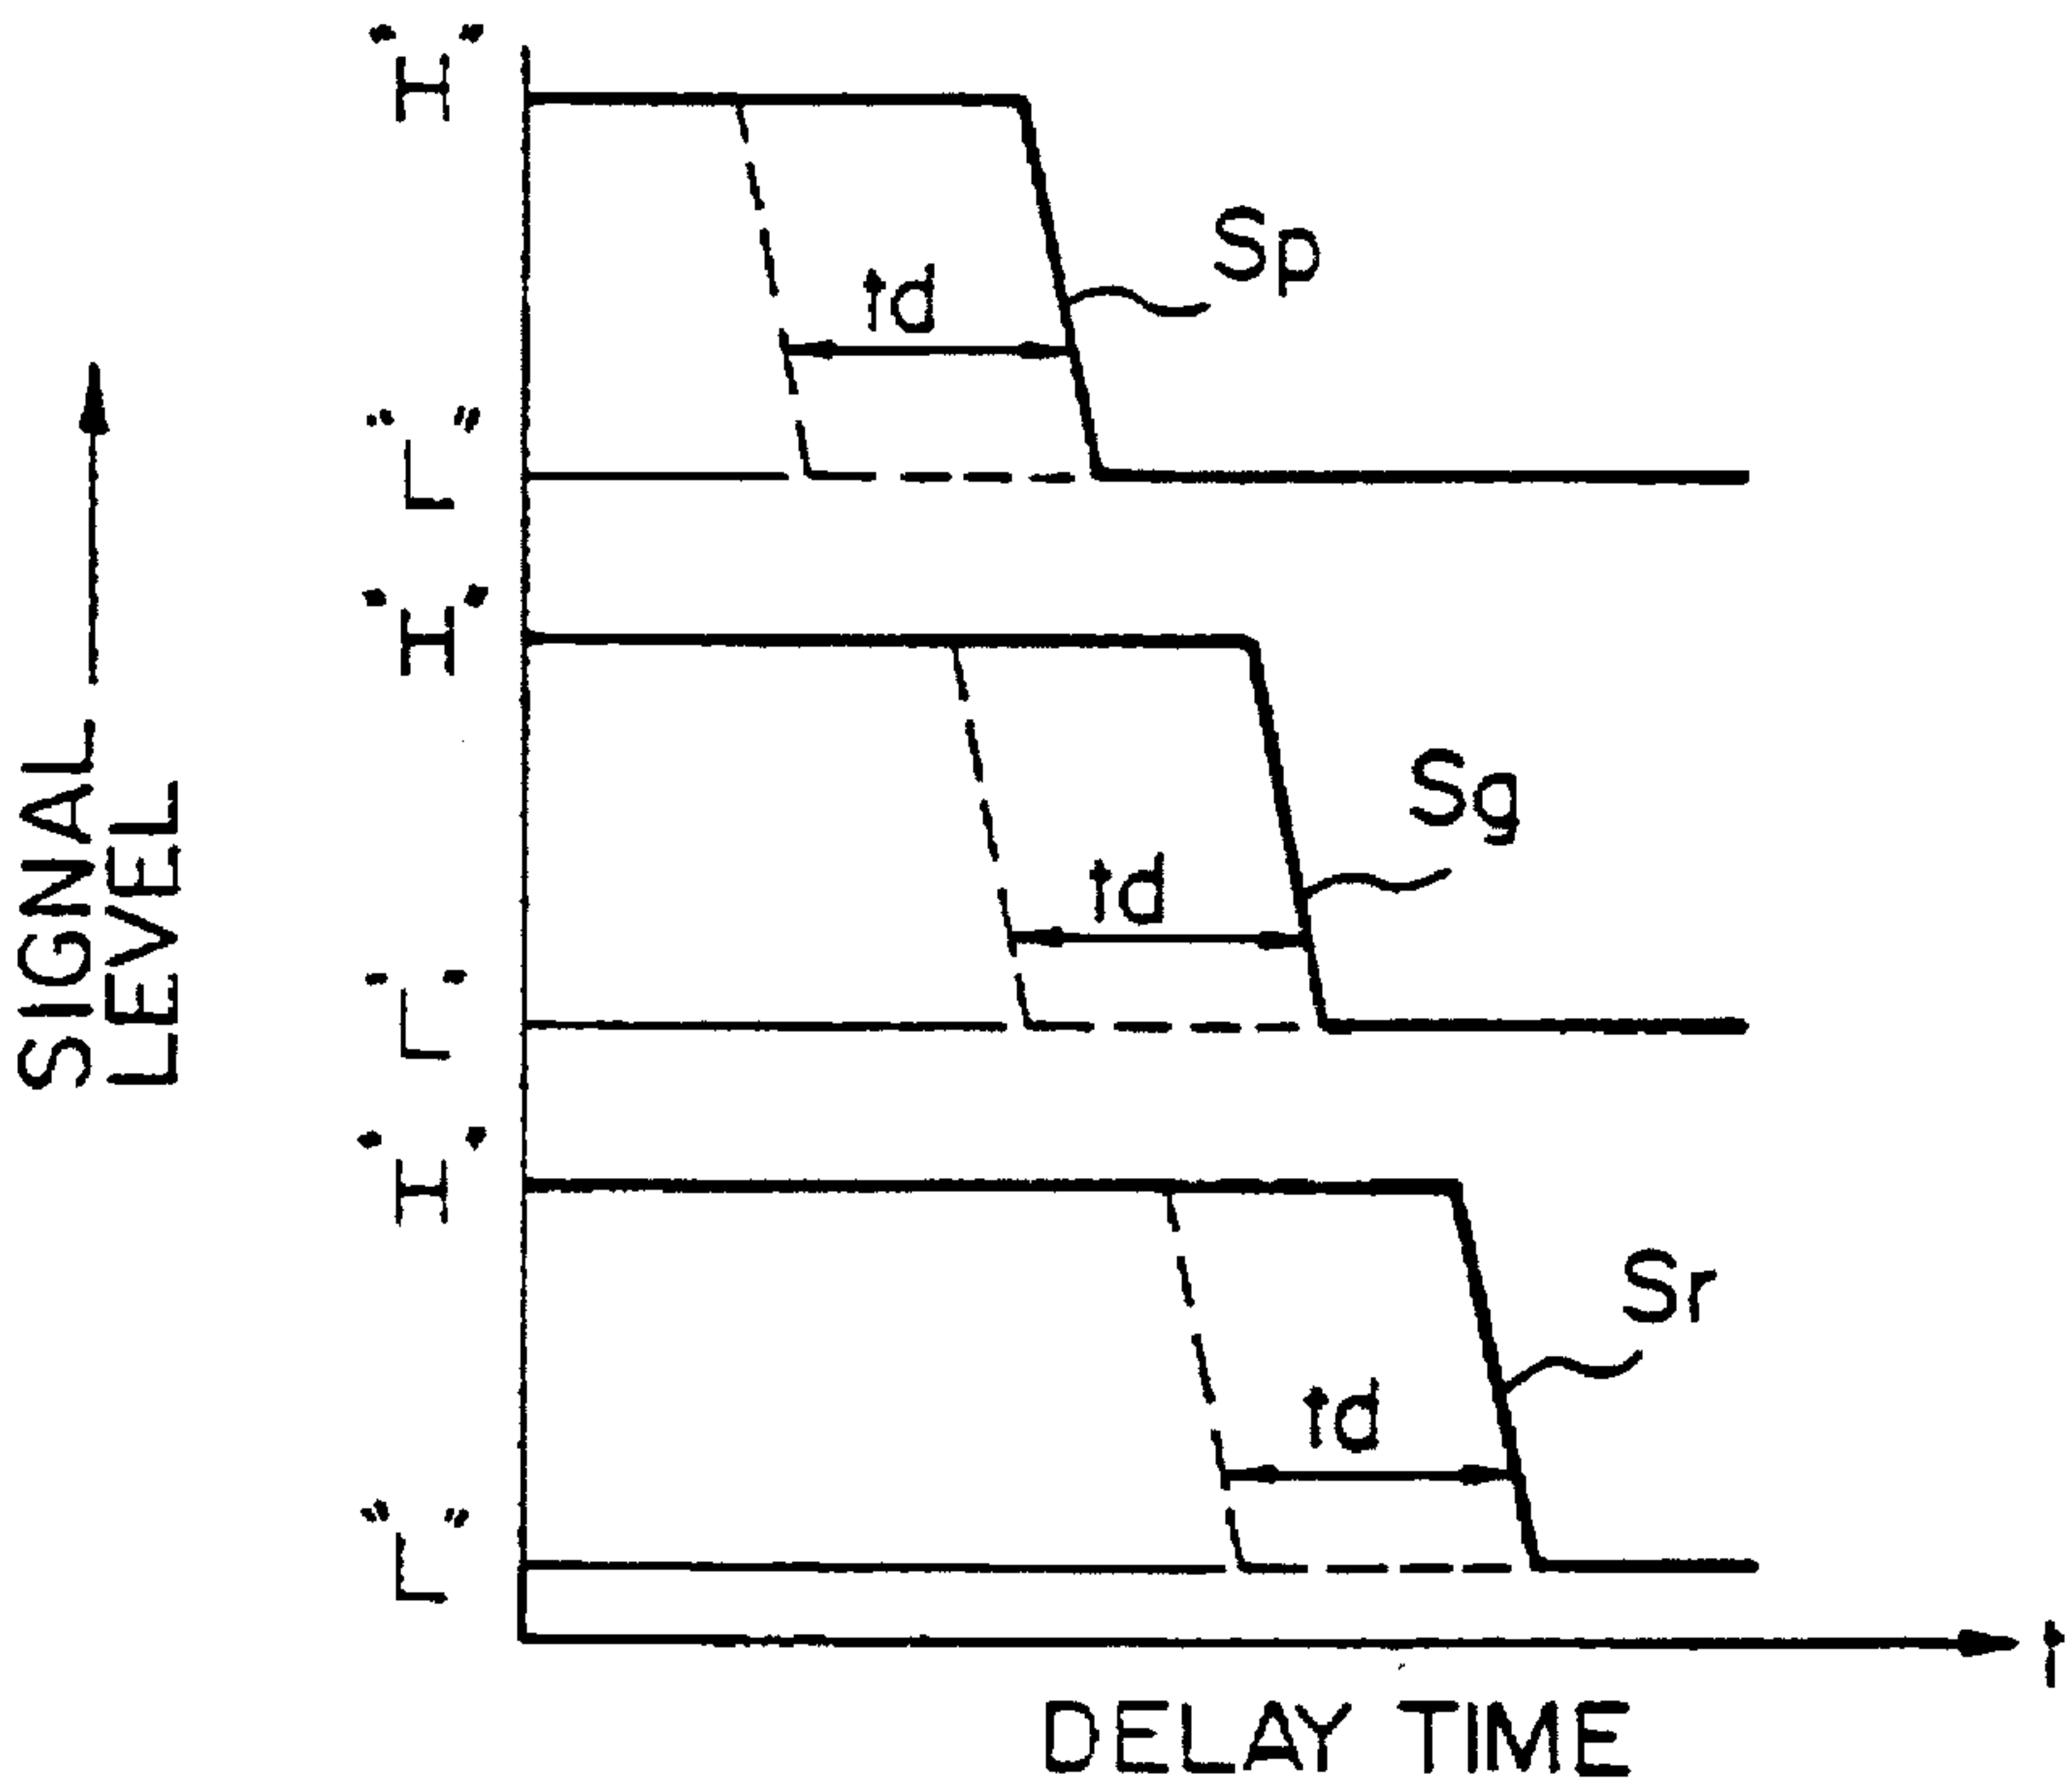 "H"
Sp
td
"L"
"H"
Sg
td
"L"
"H"
Sr
td
"L"
SIGNAL
LEVEL
t
DELAY TIME